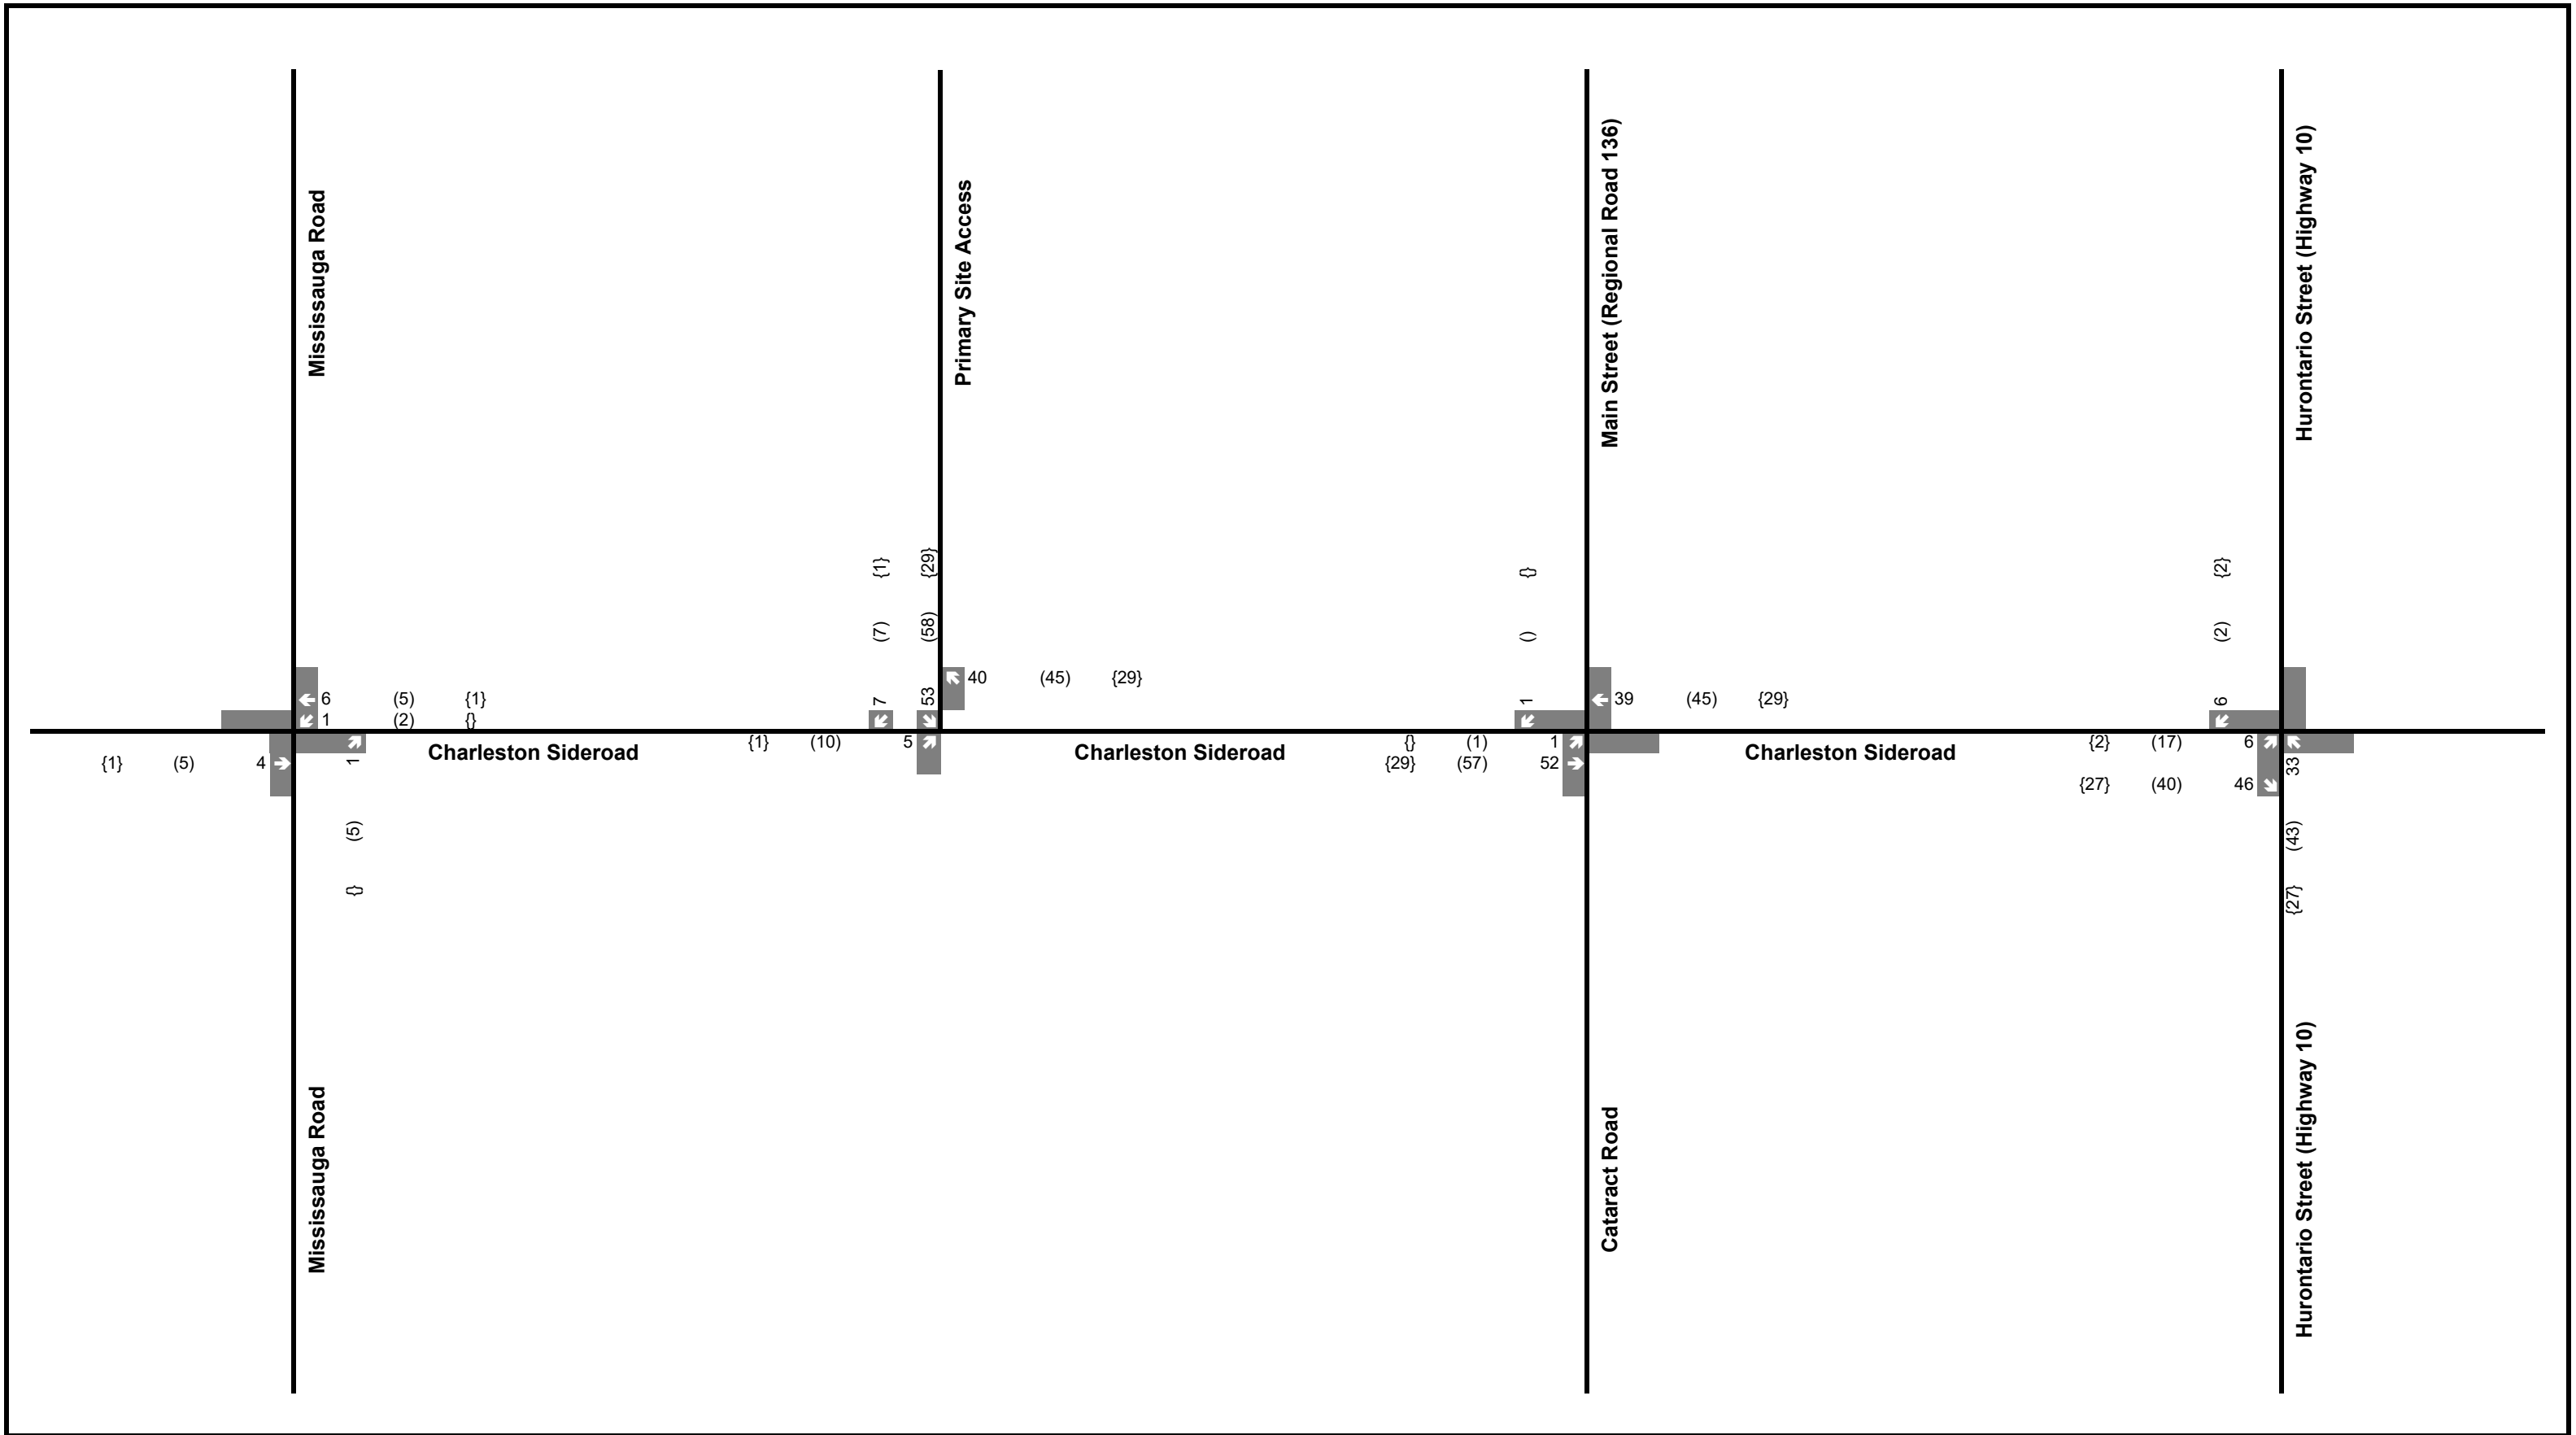 Mississauga Road
Primary Site Access
Main Street (Regional Road 136)
Hurontario Street (Highway 10)
{1}
{29}
{}
{2}
(7)
(58)
()
(2)
7
53
1
6
40 (45) {29}
6 (5) {1}
1 (2) {}
39 (45) {29}
{1} (5) 4
1
(5)
{}
Charleston Sideroad
{1} (10) 5
Charleston Sideroad
{} (1) 1
{29} (57) 52
Charleston Sideroad
{2} (17) 6
{27} (40) 46
33
(43)
{27}
Mississauga Road
Cataract Road
Hurontario Street (Highway 10)